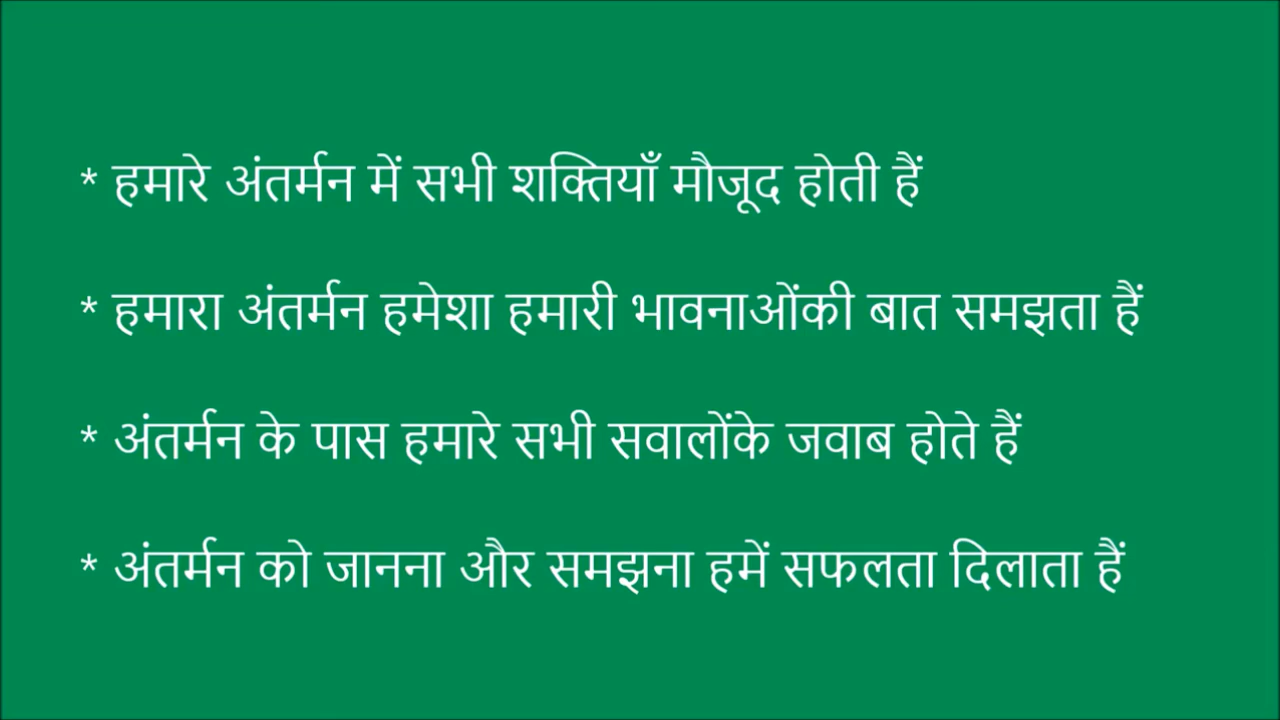 * हमारे अंतर्मन में सभी शक्तियाँ मौजूद होती हैं
* हमारा अंतर्मन हमेशा हमारी भावनाओंकी बात समझता हैं
* अंतर्मन के पास हमारे सभी सवालोंके जवाब होते हैं
* अंतर्मन को जानना और समझना हमें सफलता दिलाता हैं